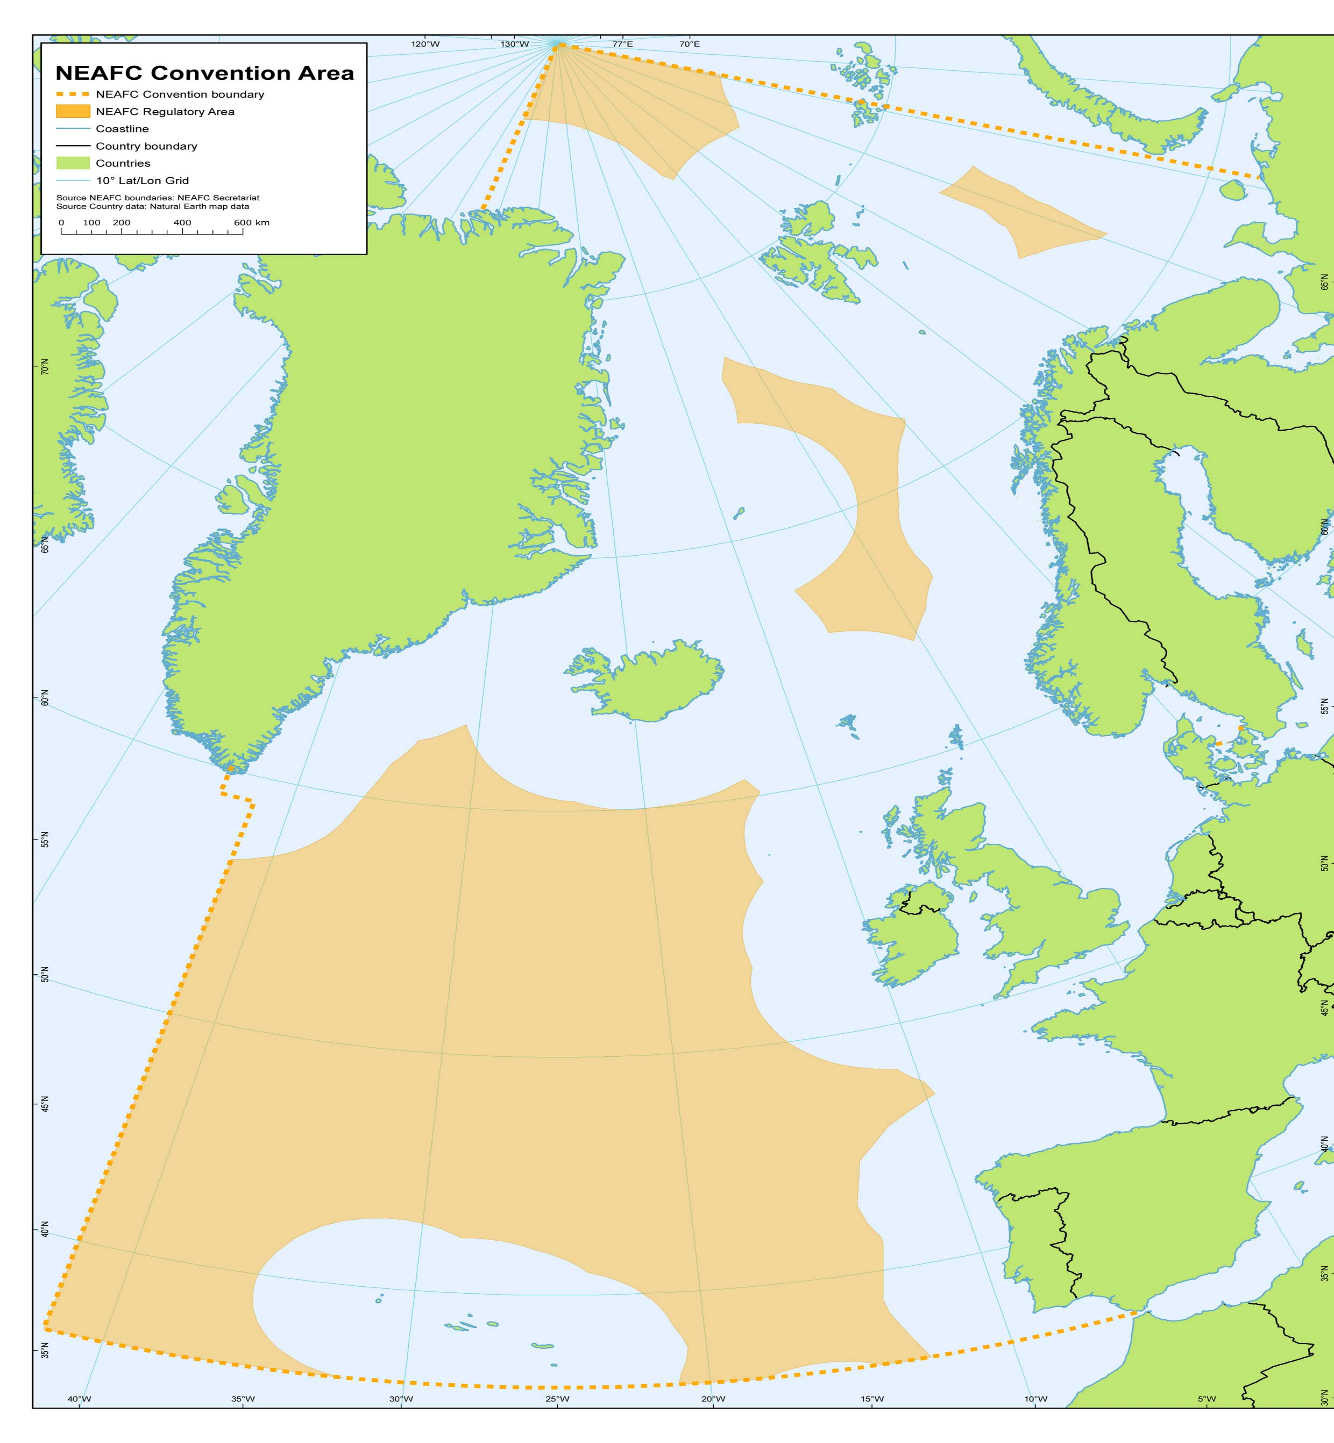 120°W 130°W 77°E 70°E
NEAFC Convention Area
NEAFC Convention boundary
NEAFC Regulatory Area
Coastline
Country boundary
Countries
10° Lat/Lon Grid
Source NEAFC boundaries: NEAFC Secretariat
Source Country data: Natural Earth map data
0 100 200 400 600 km
70°N
65°N
60°N
55°N
50°N
45°N
40°N
35°N
65°N
60°N
55°N
50°N
45°N
40°N
35°N
30°N
40°W 35°W 30°W 25°W 20°W 15°W 10°W 5°W